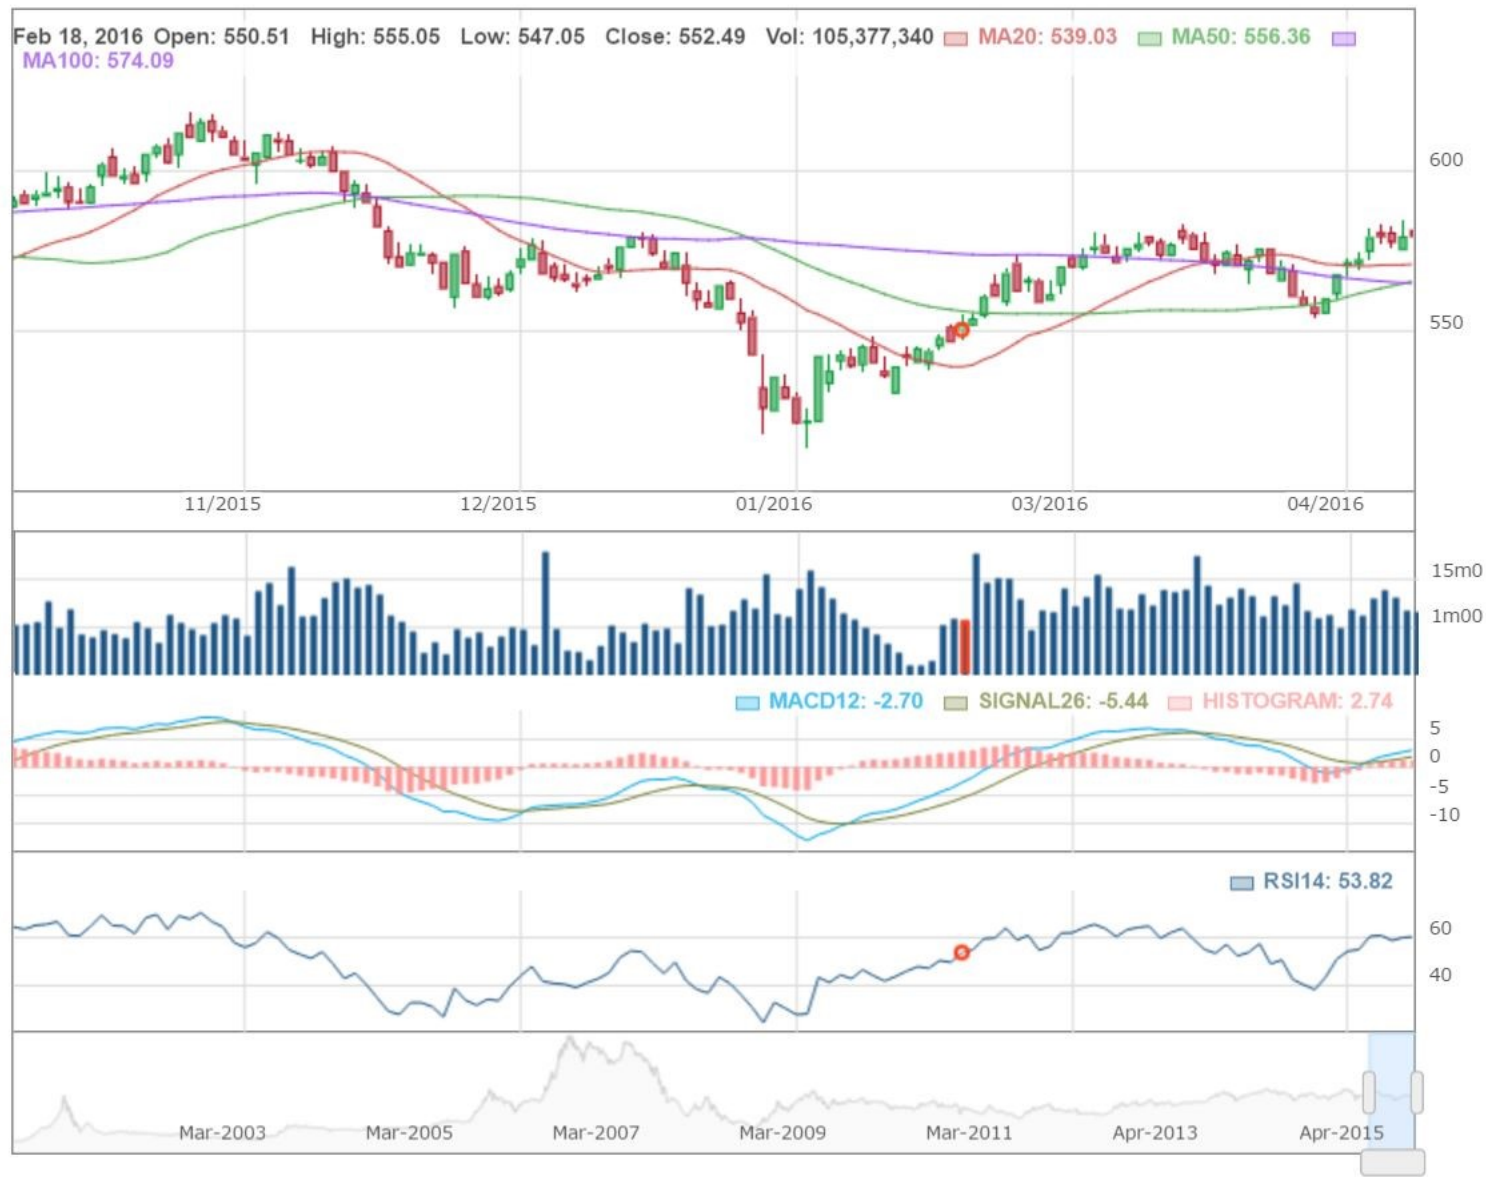 Feb 18, 2016 Open: 550.51 High: 555.05 Low: 547.05 Close: 552.49 Vol: 105,377,340 MA20: 539.03 MA50: 556.36
MA100: 574.09
600
550
11/2015 12/2015 01/2016 03/2016 04/2016
15m0
1m00
MACD12: -2.70 SIGNAL26: -5.44 HISTOGRAM: 2.74
5
0
-5
-10
RSI14: 53.82
60
40
Mar-2003 Mar-2005 Mar-2007 Mar-2009 Mar-2011 Apr-2013 Apr-2015